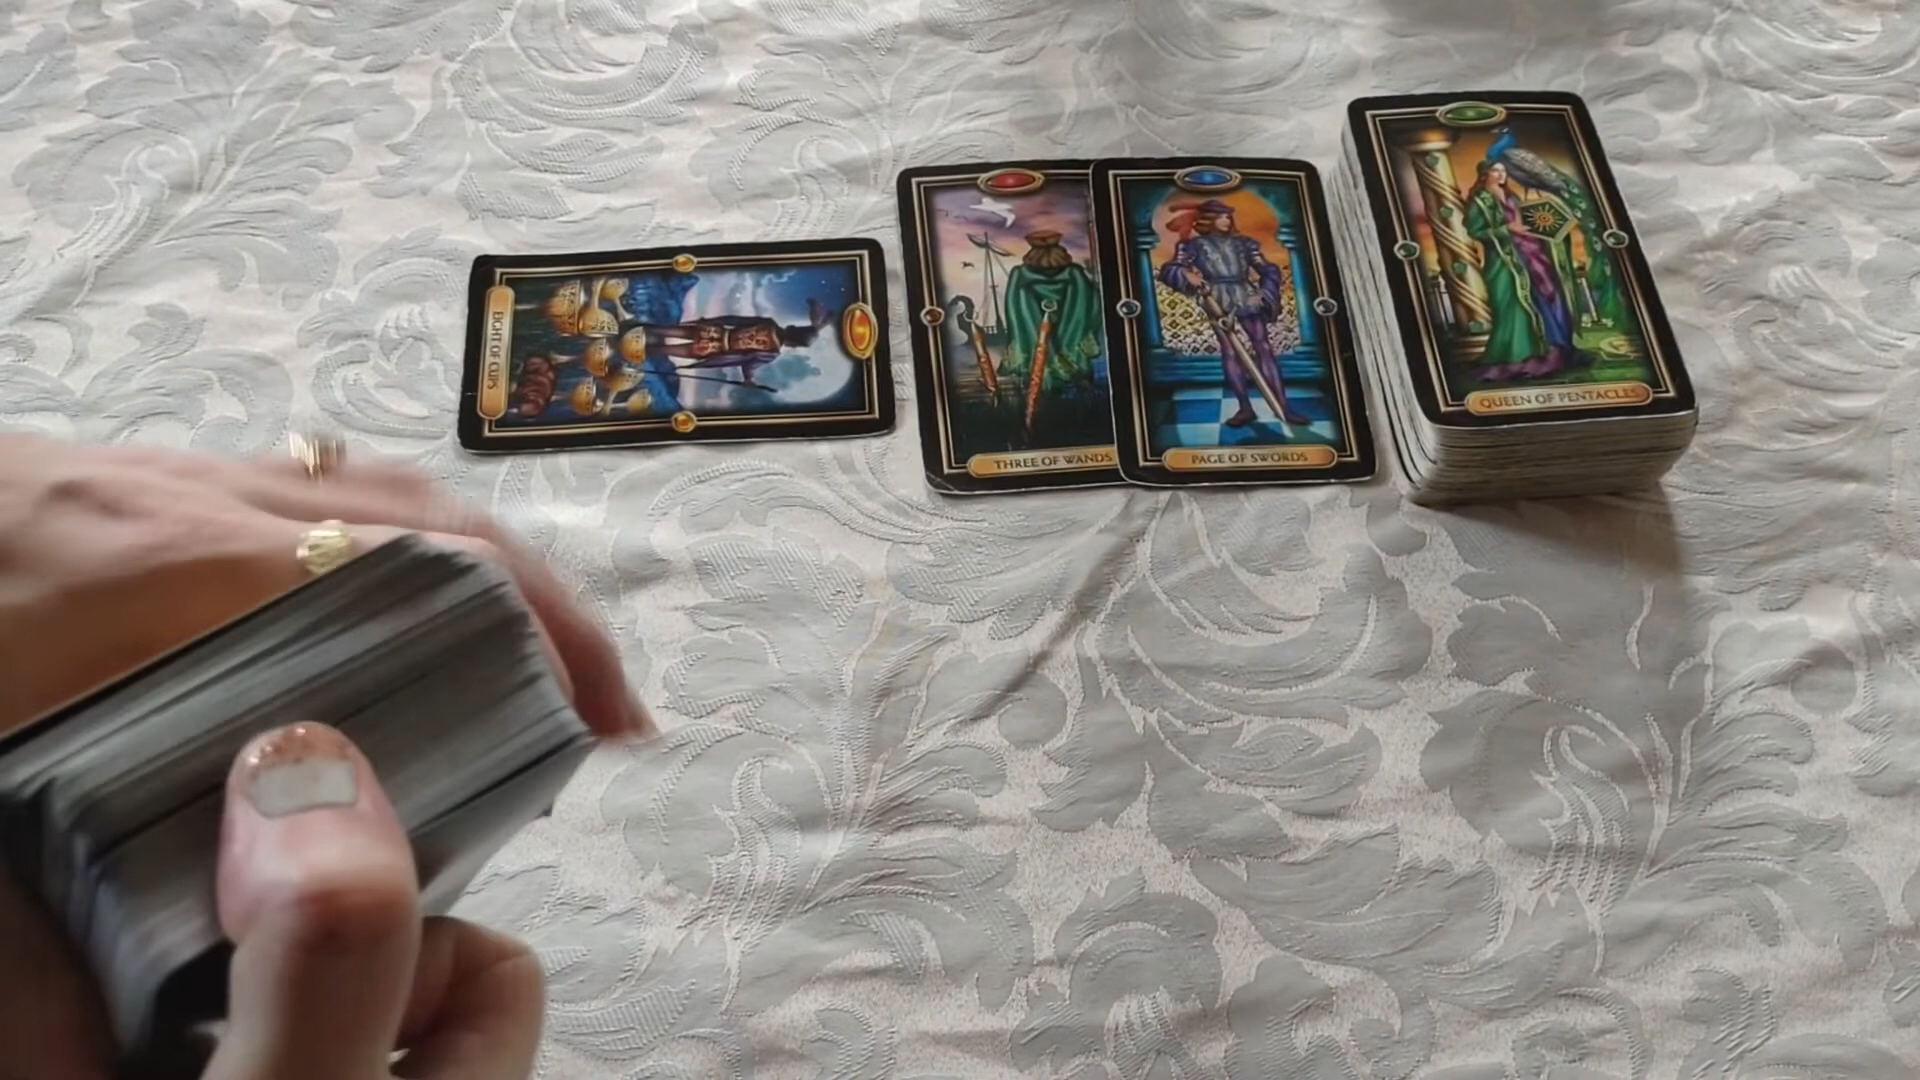 EIGHT OF CUPS
THREE OF WANDS
PAGE OF SWORDS
QUEEN OF PENTACLES